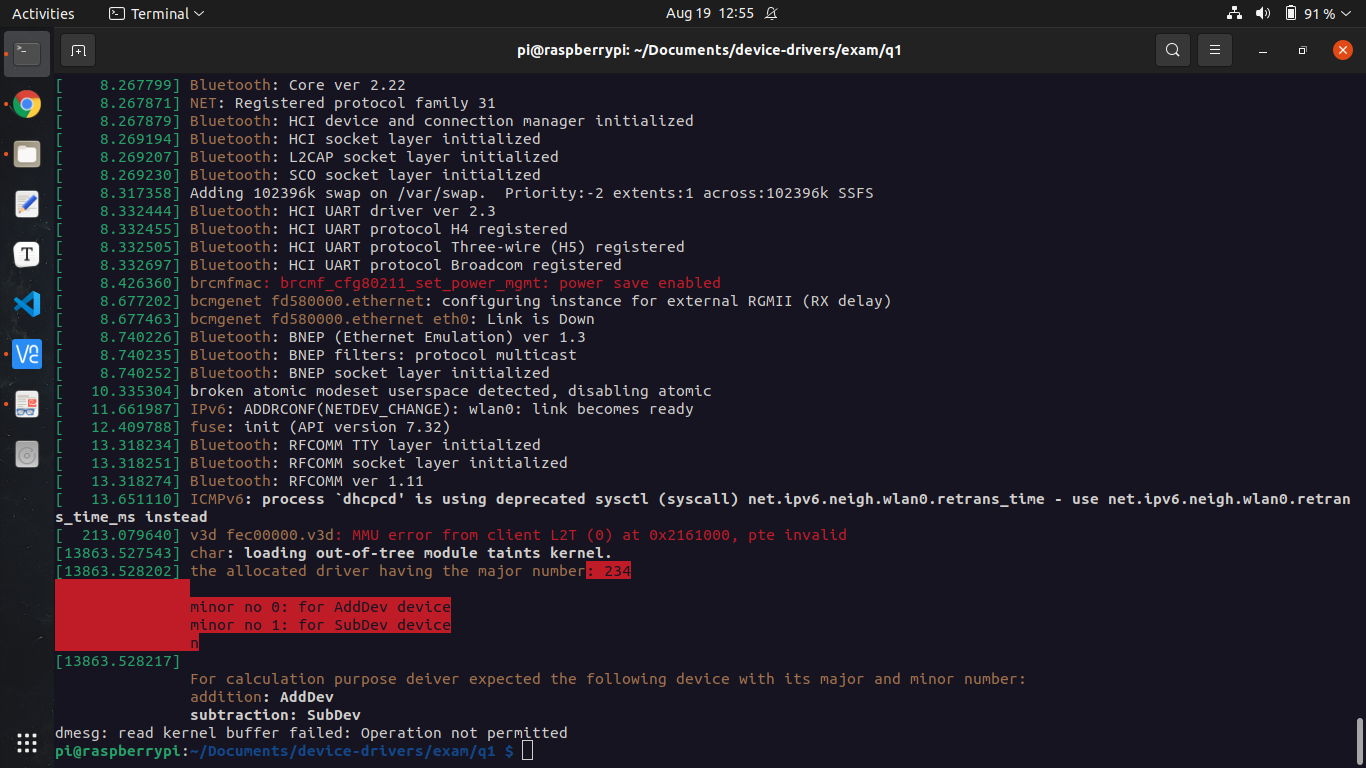 Activities
Terminal
Aug 19 12:55
91 %
pi@raspberrypi: ~/Documents/device-drivers/exam/q1
[    8.267799] Bluetooth: Core ver 2.22
[    8.267871] NET: Registered protocol family 31
[    8.267879] Bluetooth: HCI device and connection manager initialized
[    8.269194] Bluetooth: HCI socket layer initialized
[    8.269207] Bluetooth: L2CAP socket layer initialized
[    8.269230] Bluetooth: SCO socket layer initialized
[    8.317358] Adding 102396k swap on /var/swap.  Priority:-2 extents:1 across:102396k SSFS
[    8.332444] Bluetooth: HCI UART driver ver 2.3
[    8.332455] Bluetooth: HCI UART protocol H4 registered
[    8.332505] Bluetooth: HCI UART protocol Three-wire (H5) registered
[    8.332697] Bluetooth: HCI UART protocol Broadcom registered
[    8.426360] brcmfmac: brcmf_cfg80211_set_power_mgmt: power save enabled
[    8.677202] bcmgenet fd580000.ethernet: configuring instance for external RGMII (RX delay)
[    8.677463] bcmgenet fd580000.ethernet eth0: Link is Down
[    8.740226] Bluetooth: BNEP (Ethernet Emulation) ver 1.3
[    8.740235] Bluetooth: BNEP filters: protocol multicast
[    8.740252] Bluetooth: BNEP socket layer initialized
[   10.335304] broken atomic modeset userspace detected, disabling atomic
[   11.661987] IPv6: ADDRCONF(NETDEV_CHANGE): wlan0: link becomes ready
[   12.409788] fuse: init (API version 7.32)
[   13.318234] Bluetooth: RFCOMM TTY layer initialized
[   13.318251] Bluetooth: RFCOMM socket layer initialized
[   13.318274] Bluetooth: RFCOMM ver 1.11
[   13.651110] ICMPv6: process `dhcpcd' is using deprecated sysctl (syscall) net.ipv6.neigh.wlan0.retrans_time - use net.ipv6.neigh.wlan0.retran
s_time_ms instead
[  213.079640] v3d fec00000.v3d: MMU error from client L2T (0) at 0x2161000, pte invalid
[13863.527543] char: loading out-of-tree module taints kernel.
[13863.528202] the allocated driver having the major number: 234
minor no 0: for AddDev device
minor no 1: for SubDev device
n
[13863.528217]
For calculation purpose deiver expected the following device with its major and minor number:
addition: AddDev
subtraction: SubDev
dmesg: read kernel buffer failed: Operation not permitted
pi@raspberrypi:~/Documents/device-drivers/exam/q1 $